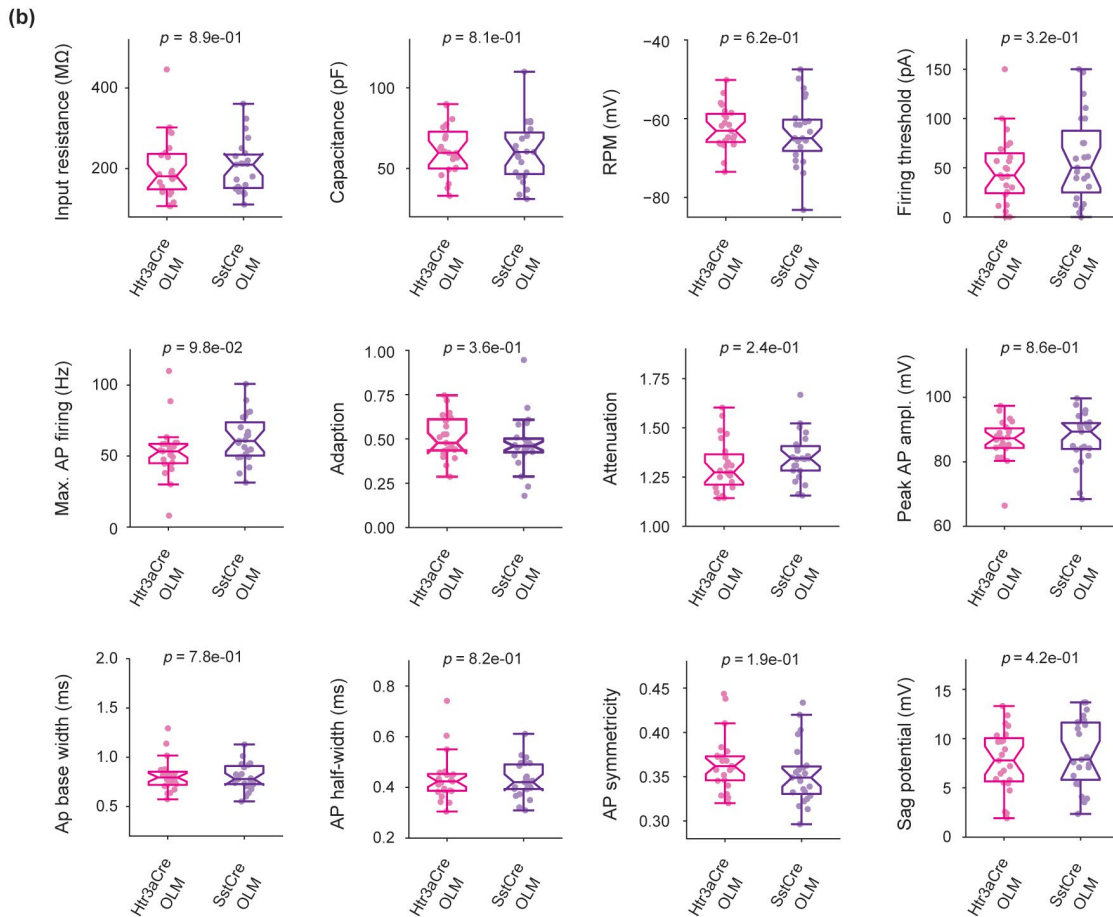 (b)
Input resistance (MΩ)
p = 8.9e-01
400
200
Htr3aCre
OLM
SstCre
OLM
Capacitance (pF)
p = 8.1e-01
100
50
Htr3aCre
OLM
SstCre
OLM
RPM (mV)
p = 6.2e-01
−40
−60
−80
Htr3aCre
OLM
SstCre
OLM
Firing threshold (pA)
p = 3.2e-01
150
100
50
0
Htr3aCre
OLM
SstCre
OLM
Max. AP firing (Hz)
p = 9.8e-02
100
50
0
Htr3aCre
OLM
SstCre
OLM
Adaption
p = 3.6e-01
1.00
0.75
0.50
0.25
0.00
Htr3aCre
OLM
SstCre
OLM
Attenuation
p = 2.4e-01
1.75
1.50
1.25
1.00
Htr3aCre
OLM
SstCre
OLM
Peak AP ampl. (mV)
p = 8.6e-01
100
80
60
Htr3aCre
OLM
SstCre
OLM
Ap base width (ms)
p = 7.8e-01
2.0
1.5
1.0
0.5
Htr3aCre
OLM
SstCre
OLM
AP half-width (ms)
p = 8.2e-01
0.8
0.6
0.4
0.2
Htr3aCre
OLM
SstCre
OLM
AP symmetricity
p = 1.9e-01
0.45
0.40
0.35
0.30
Htr3aCre
OLM
SstCre
OLM
Sag potential (mV)
p = 4.2e-01
15
10
5
0
Htr3aCre
OLM
SstCre
OLM